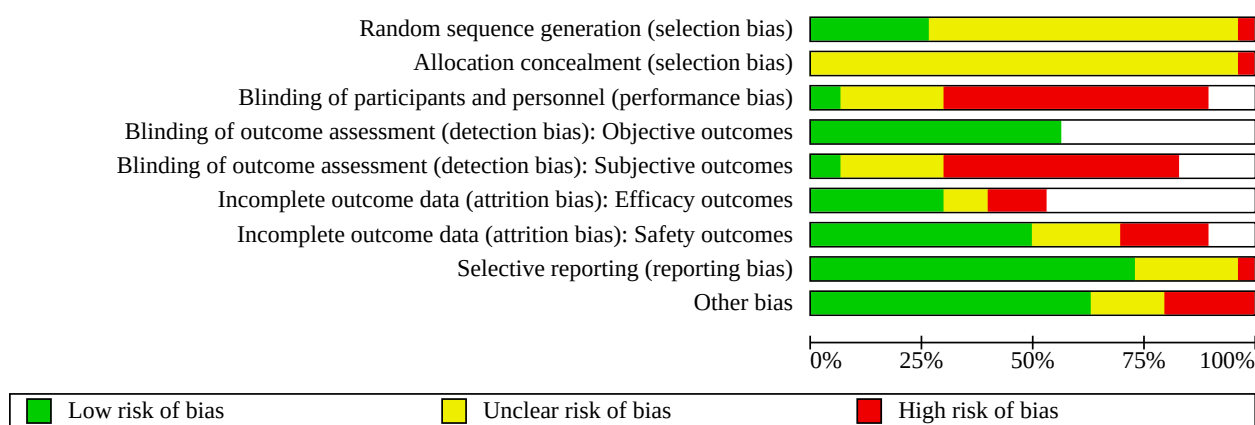 Random sequence generation (selection bias)
Allocation concealment (selection bias)
Blinding of participants and personnel (performance bias)
Blinding of outcome assessment (detection bias): Objective outcomes
Blinding of outcome assessment (detection bias): Subjective outcomes
Incomplete outcome data (attrition bias): Efficacy outcomes
Incomplete outcome data (attrition bias): Safety outcomes
Selective reporting (reporting bias)
Other bias
0% 25% 50% 75% 100%
Low risk of bias Unclear risk of bias High risk of bias